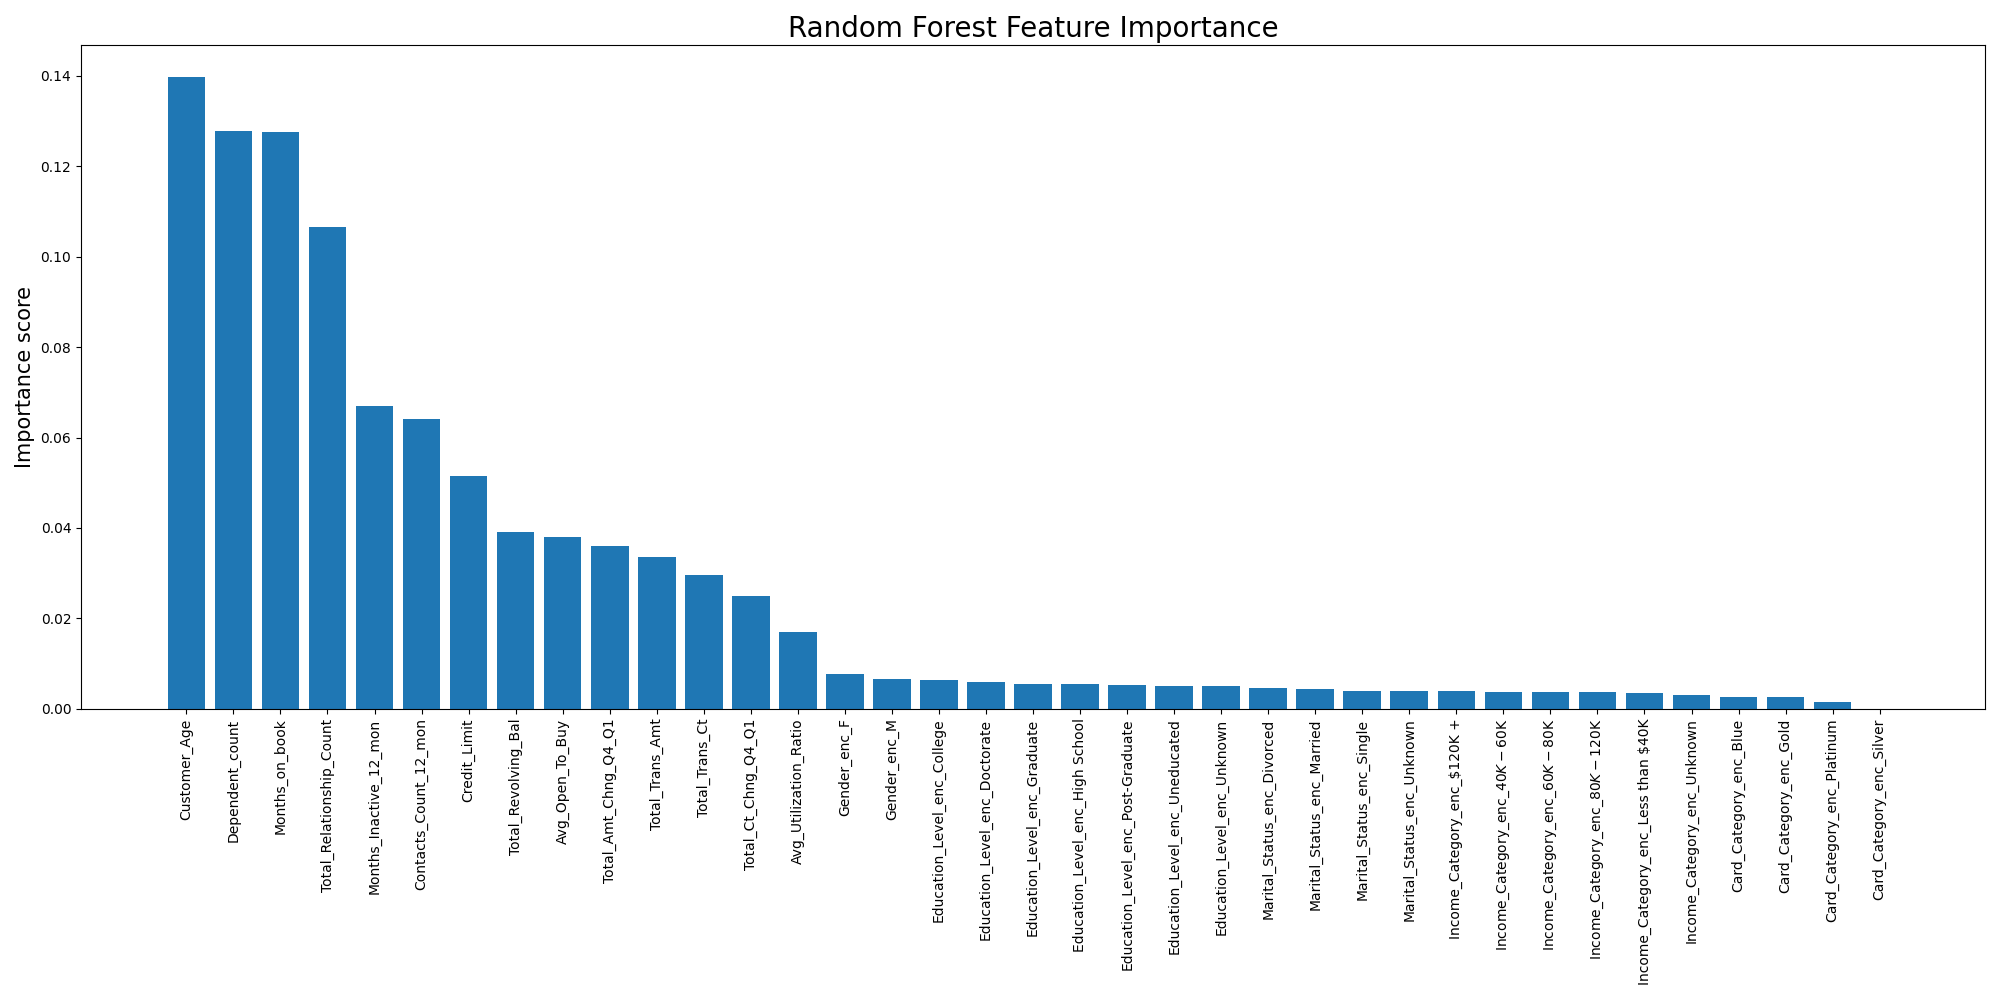 Random Forest Feature Importance
Importance score
0.14
0.12
0.10
0.08
0.06
0.04
0.02
0.00
Customer_Age
Dependent_count
Months_on_book
Total_Relationship_Count
Months_Inactive_12_mon
Contacts_Count_12_mon
Credit_Limit
Total_Revolving_Bal
Avg_Open_To_Buy
Total_Amt_Chng_Q4_Q1
Total_Trans_Amt
Total_Trans_Ct
Total_Ct_Chng_Q4_Q1
Avg_Utilization_Ratio
Gender_enc_F
Gender_enc_M
Education_Level_enc_College
Education_Level_enc_Doctorate
Education_Level_enc_Graduate
Education_Level_enc_High School
Education_Level_enc_Post-Graduate
Education_Level_enc_Uneducated
Education_Level_enc_Unknown
Marital_Status_enc_Divorced
Marital_Status_enc_Married
Marital_Status_enc_Single
Marital_Status_enc_Unknown
Income_Category_enc_$120K +
Income_Category_enc_40K − 60K
Income_Category_enc_60K − 80K
Income_Category_enc_80K − 120K
Income_Category_enc_Less than $40K
Income_Category_enc_Unknown
Card_Category_enc_Blue
Card_Category_enc_Gold
Card_Category_enc_Platinum
Card_Category_enc_Silver